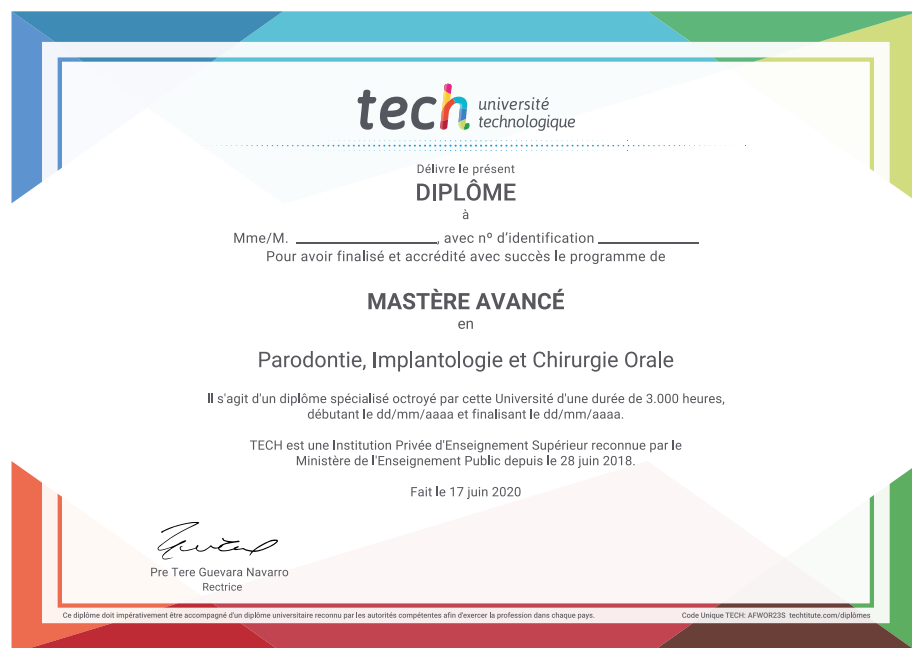 tech université
technologique
Délivre le présent
DIPLÔME
à
Mme/M. ____________________, avec nº d'identification ______________
Pour avoir finalisé et accrédité avec succès le programme de
MASTÈRE AVANCÉ
en
Parodontie, Implantologie et Chirurgie Orale
Il s'agit d'un diplôme spécialisé octroyé par cette Université d'une durée de 3.000 heures,
débutant le dd/mm/aaaa et finalisant le dd/mm/aaaa.
TECH est une Institution Privée d'Enseignement Supérieur reconnue par le
Ministère de l'Enseignement Public depuis le 28 juin 2018.
Fait le 17 juin 2020
Pre Tere Guevara Navarro
Rectrice
Ce diplôme doit impérativement être accompagné d'un diplôme universitaire reconnu par les autorités compétentes afin d'exercer la profession dans chaque pays. Code Unique TECH: AFWOR23S techtitute.com/diplômes